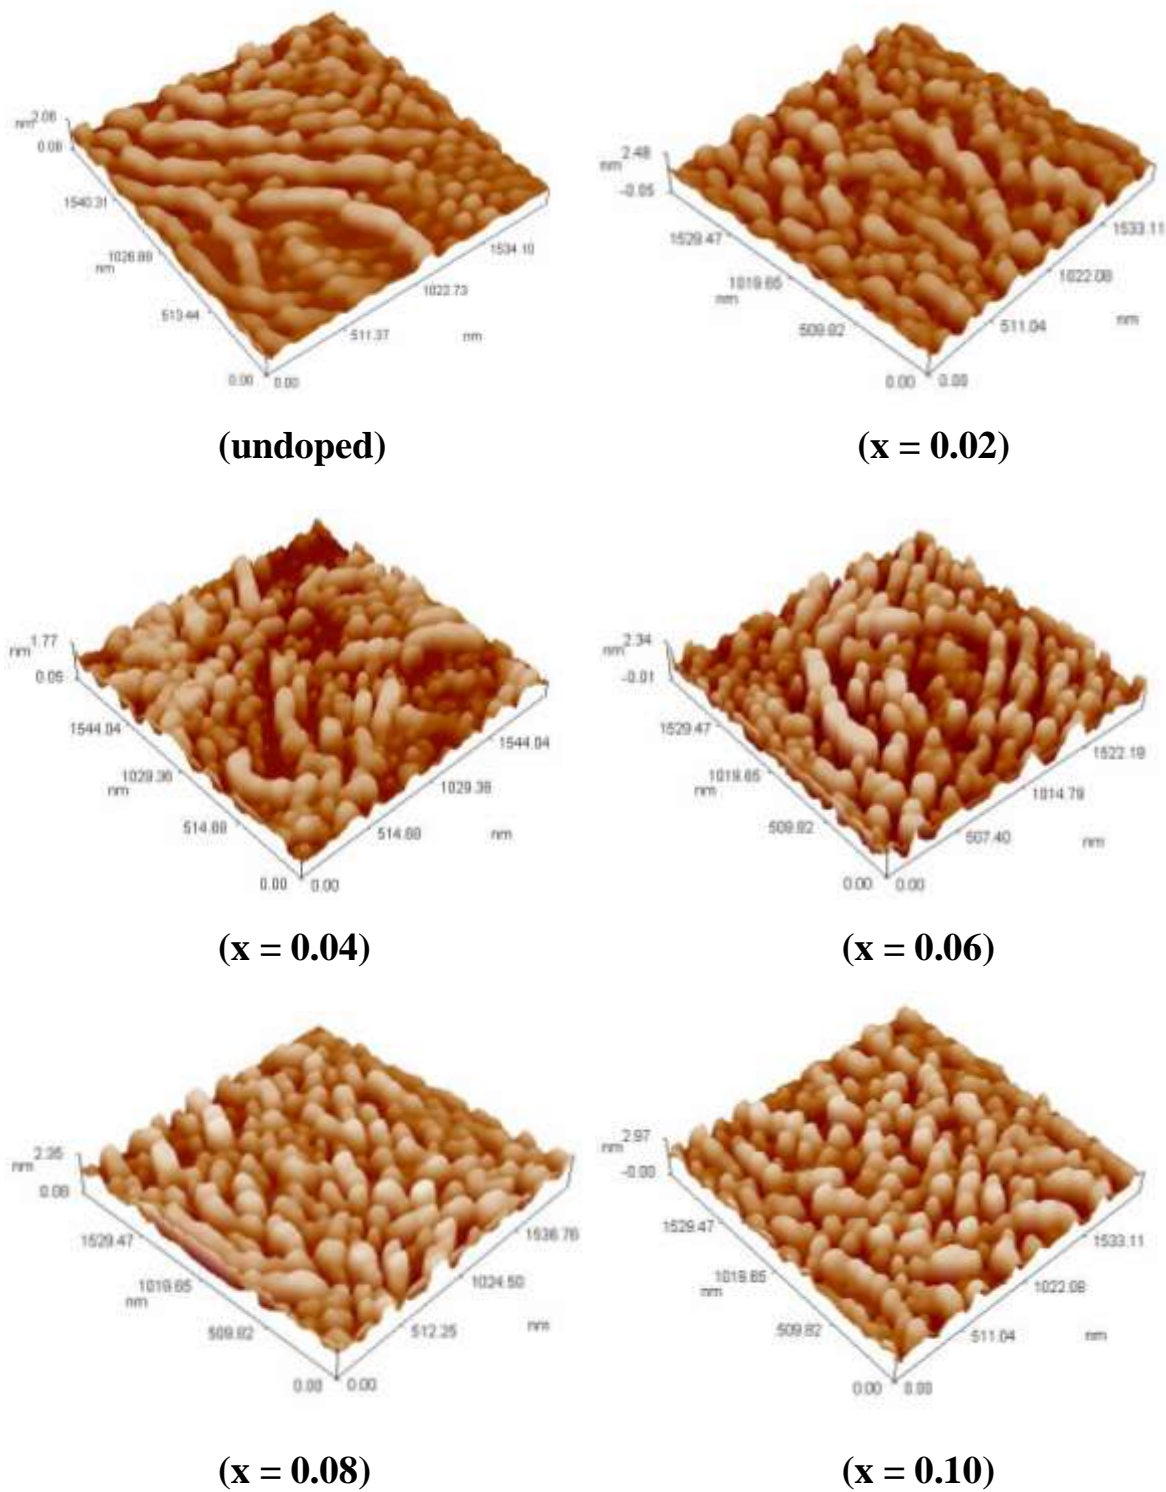 nm 2.06
0.08
1540.31
1026.88
nm
513.44
0.00 0.00
511.37
1022.73
1534.10
nm
(undoped)
nm 2.48
-0.05
1529.47
1019.65
nm
509.82
0.00 0.00
511.04
1022.08
1533.11
nm
(x = 0.02)
nm 1.77
0.09
1544.04
1029.36
nm
514.68
0.00 0.00
514.68
1029.36
1544.04
nm
(x = 0.04)
nm 2.34
-0.01
1529.47
1019.65
nm
509.82
0.00 0.00
507.40
1014.79
1522.19
nm
(x = 0.06)
nm 2.35
0.08
1529.47
1019.65
nm
509.82
0.00 0.00
512.25
1024.50
1536.76
nm
(x = 0.08)
nm 2.97
-0.00
1529.47
1019.65
nm
509.82
0.00 0.00
511.04
1022.08
1533.11
nm
(x = 0.10)